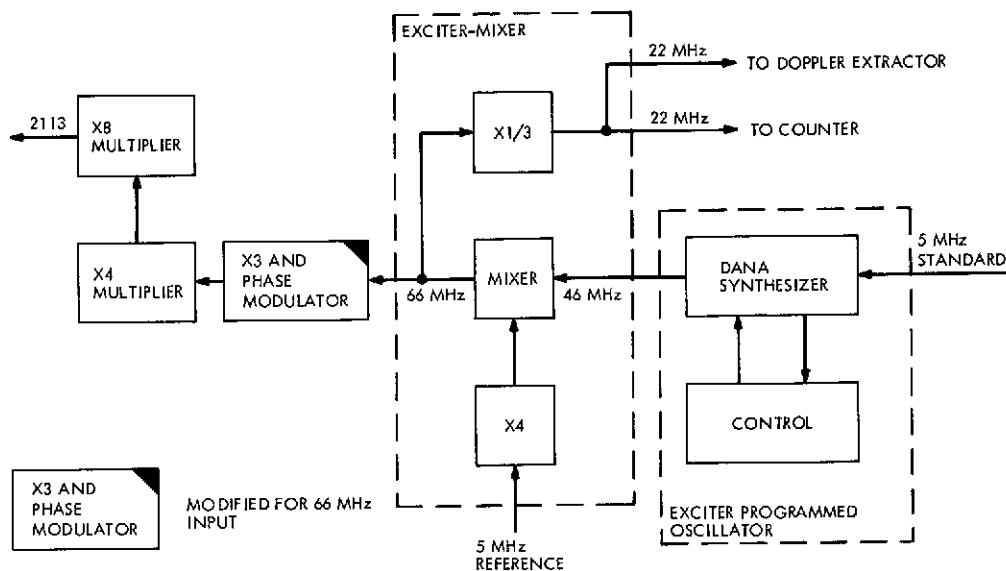 EXCITER-MIXER
22 MHz
TO DOPPLER EXTRACTOR
X1/3
22 MHz
TO COUNTER
2113
X8
MULTIPLIER
X4
MULTIPLIER
X3 AND
PHASE
MODULATOR
66 MHz
MIXER
46 MHz
DANA
SYNTHESIZER
5 MHz
STANDARD
X4
CONTROL
5 MHz
REFERENCE
EXCITER PROGRAMMED
OSCILLATOR
X3 AND
PHASE
MODULATOR
MODIFIED FOR 66 MHz
INPUT